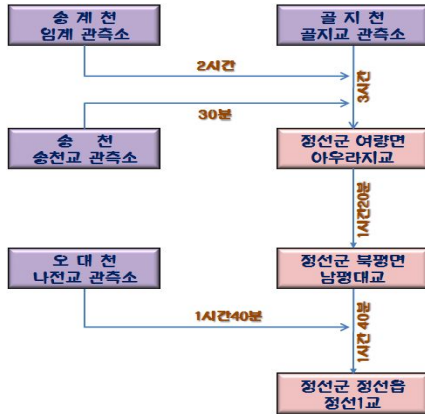 송 계 천
임계 관측소
골 지 천
골지교 관측소
2시간
3시간
30분
송 천
송천교 관측소
정선군 여량면
아우라지교
1시간20분
오 대 천
나전교 관측소
정선군 북평면
남평대교
1시간40분
1시간 40분
정선군 정선읍
정선1교